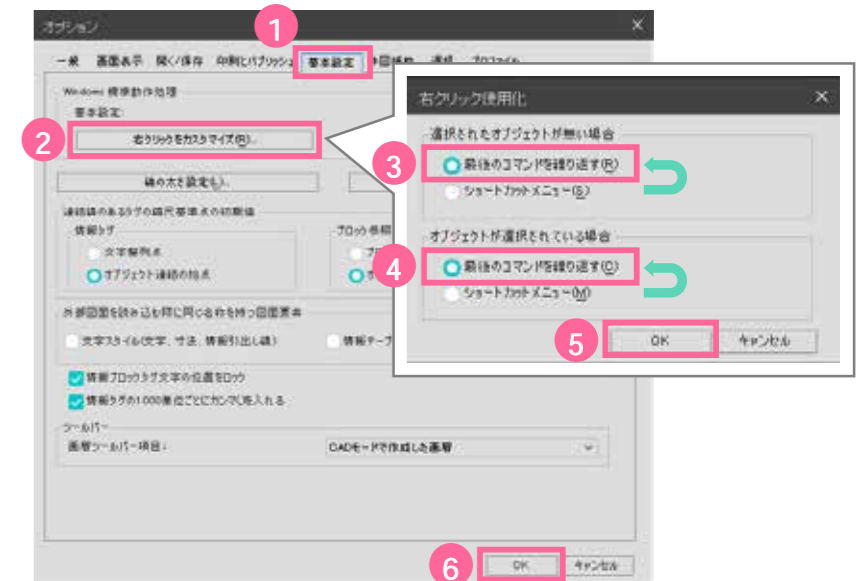 オプション
1
一般 画面表示 開く/保存 印刷とパブリッシュ 基本設定 作図補助 連結 プロファイル
Windows 標準動作処理
基本設定:
2
右クリックをカスタマイズ(R)..
線の太さ設定(L)..
連結線のあるタグの縮尺基準点の初期値
情報タグ
文字整列点
オブジェクト連結の始点
ブロック参照
外部図面を読み込む時に同じ名称を持つ図面要素
文字スタイル(文字、寸法、情報引出し線)
情報テーブ
情報ブロックタグ文字の位置をロック
情報タグの1000単位ごとにカンマ(,)を入れる
ツールバー
画層ツールバー項目:
CADモードで作成した画層
6
OK
キャンセル
右クリック使用化
選択されたオブジェクトが無い場合
3
最後のコマンドを繰り返す(R)
ショートカットメニュー(S)
オブジェクトが選択されている場合
4
最後のコマンドを繰り返す(C)
ショートカットメニュー(M)
5
OK
キャンセル